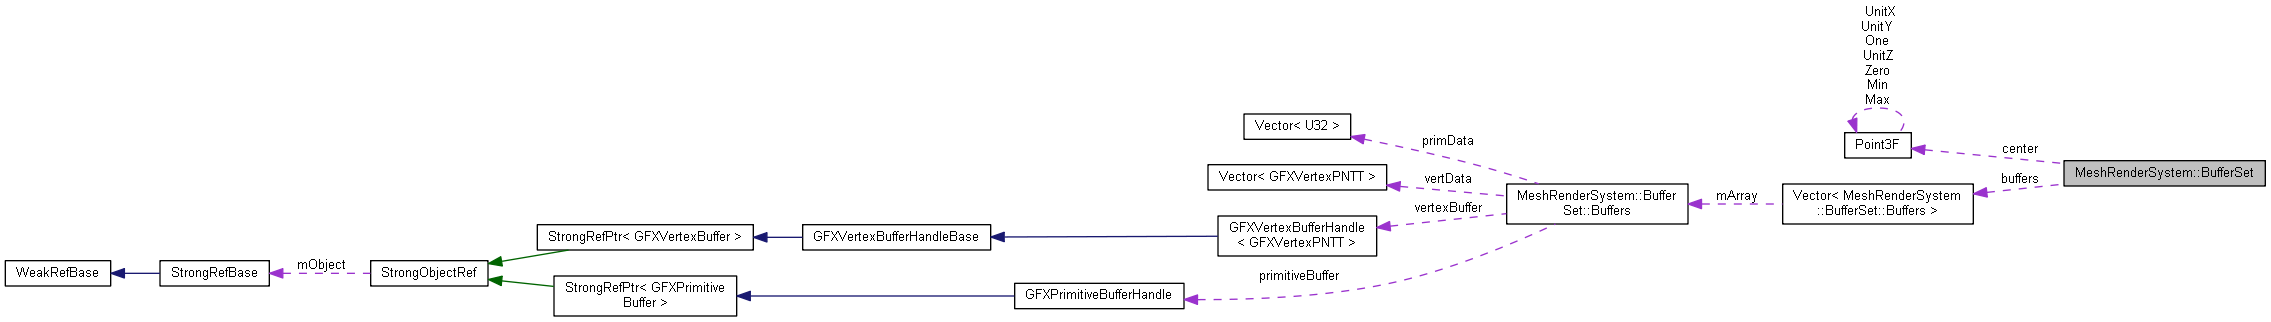 UnitX
UnitY
One
UnitZ
Zero
Min
Max
Vector< U32 >
primData
Point3F
center
MeshRenderSystem::BufferSet
Vector< GFXVertexPNTT >
vertData
MeshRenderSystem::Buffer
Set::Buffers
mArray
Vector< MeshRenderSystem
::BufferSet::Buffers >
buffers
vertexBuffer
StrongRefPtr< GFXVertexBuffer >
GFXVertexBufferHandleBase
GFXVertexBufferHandle
< GFXVertexPNTT >
WeakRefBase
StrongRefBase
mObject
StrongObjectRef
primitiveBuffer
StrongRefPtr< GFXPrimitive
Buffer >
GFXPrimitiveBufferHandle